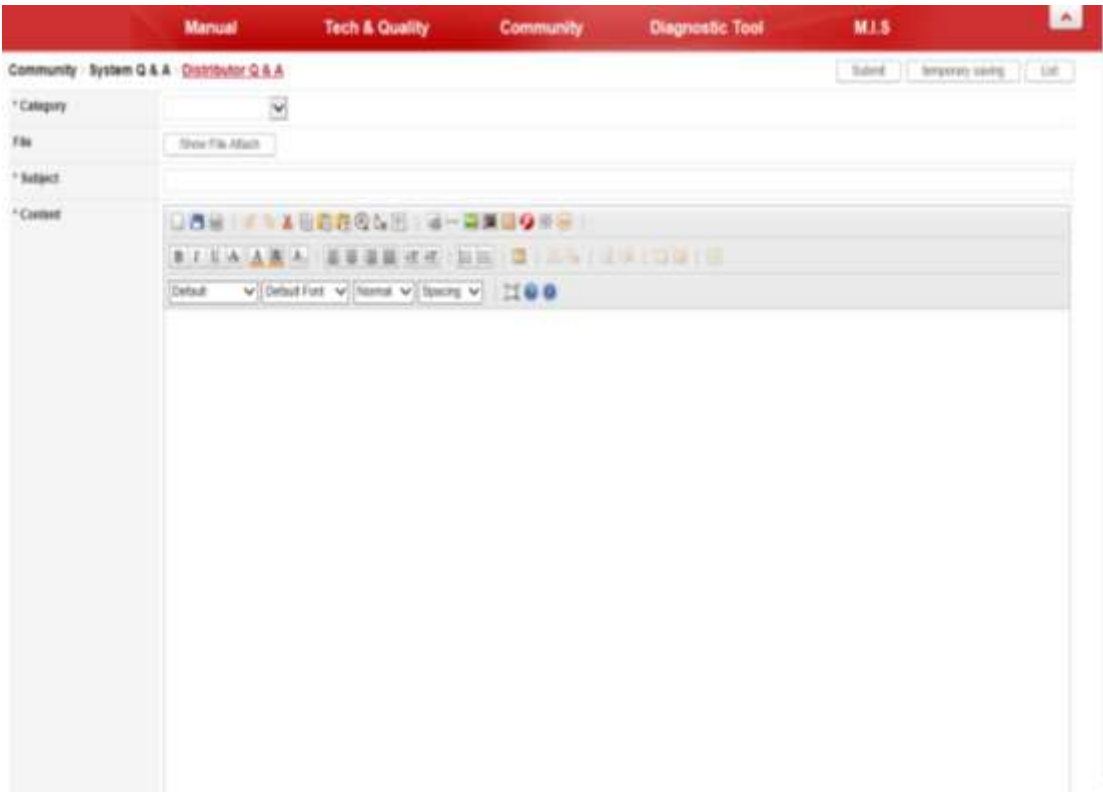 Manual Tech & Quality Community Diagnostic Tool M.I.S
Community System Q & A Distributor Q & A Submit temporary saving List
* Category
File Show File Attach
* Subject
* Content
B I U A A A
Default Default Font Normal Spacing